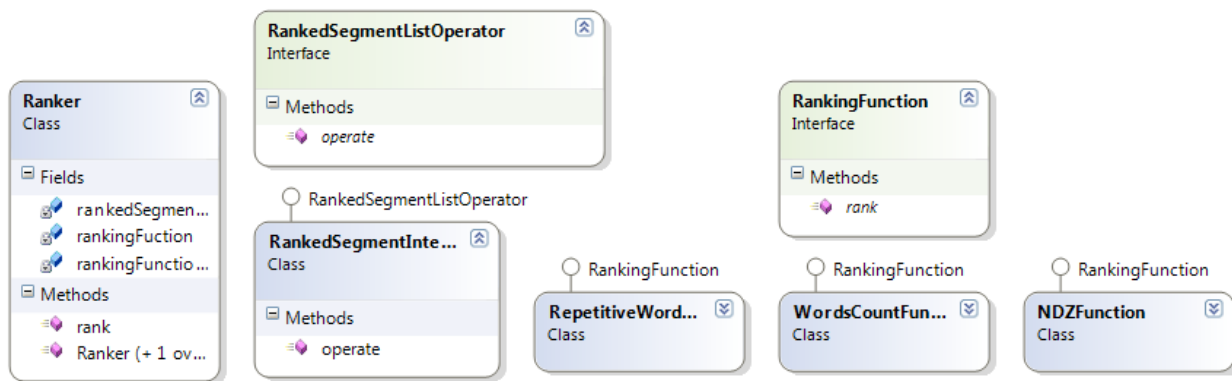 RankedSegmentListOperator
Interface
Methods
operate
Ranker
Class
Fields
rankedSegmen...
rankingFuction
rankingFunctio...
Methods
rank
Ranker (+ 1 ov...
RankedSegmentListOperator
RankedSegmentInte...
Class
Methods
operate
RankingFunction
Interface
Methods
rank
RankingFunction
RepetitiveWord...
Class
RankingFunction
WordsCountFun...
Class
RankingFunction
NDZFunction
Class